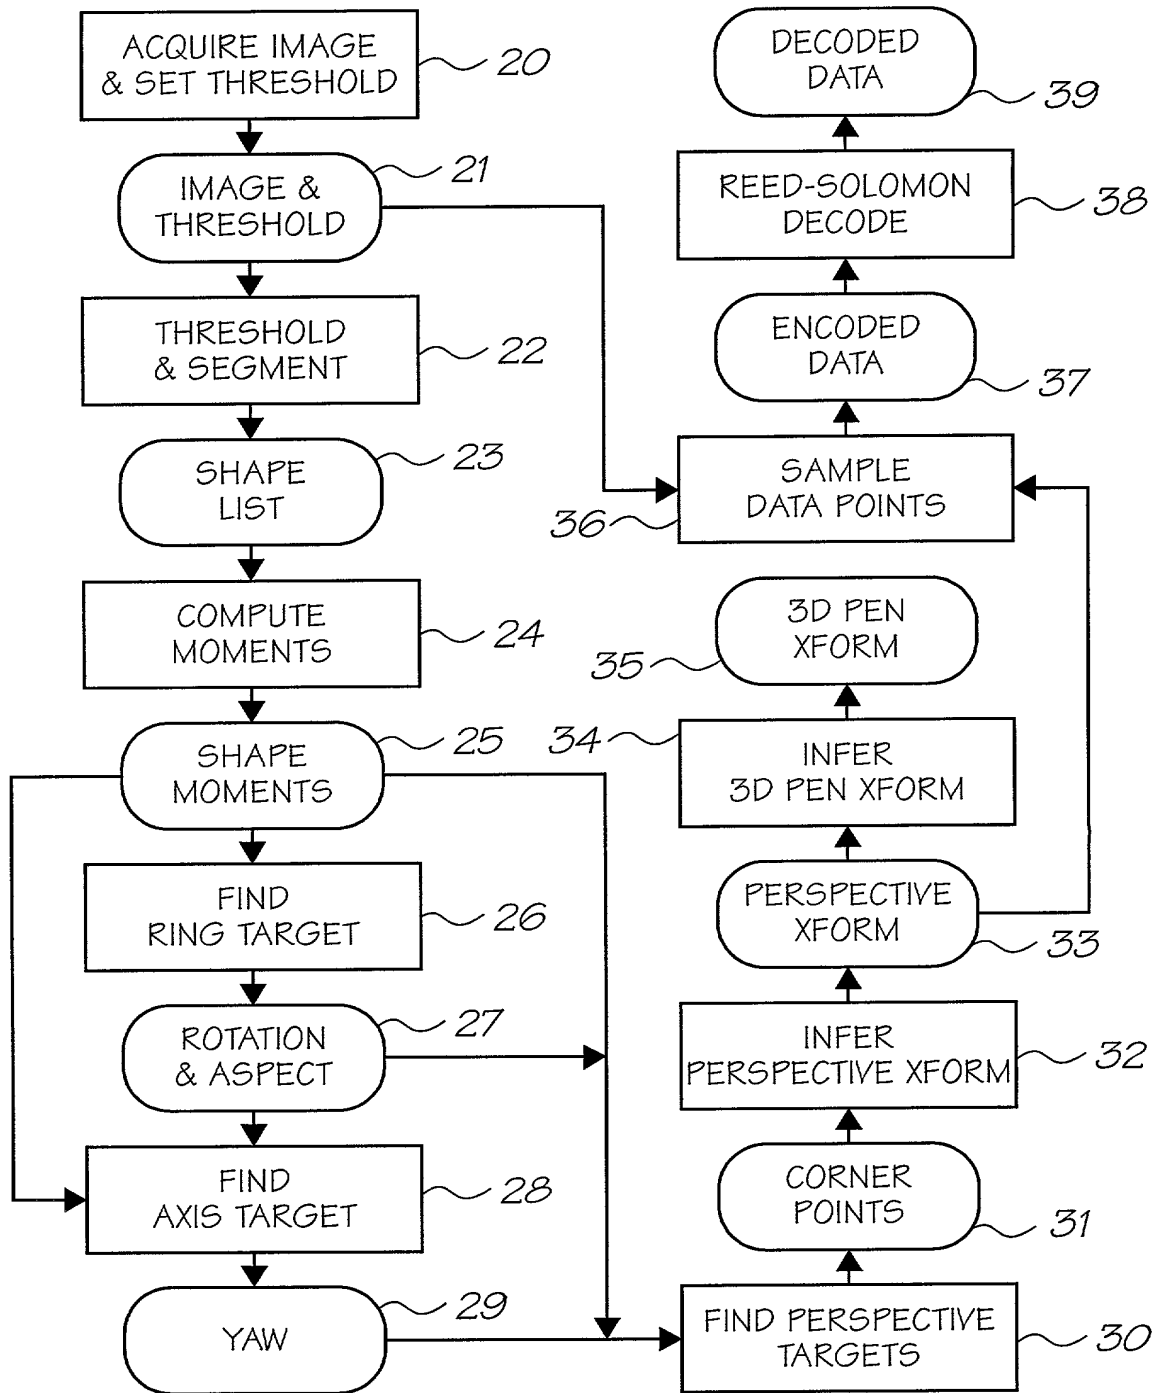 ACQUIRE IMAGE
& SET THRESHOLD
20
IMAGE &
THRESHOLD
21
THRESHOLD
& SEGMENT
22
SHAPE
LIST
23
COMPUTE
MOMENTS
24
SHAPE
MOMENTS
25
FIND
RING TARGET
26
ROTATION
& ASPECT
27
FIND
AXIS TARGET
28
YAW
29
DECODED
DATA
39
REED-SOLOMON
DECODE
38
ENCODED
DATA
37
SAMPLE
DATA POINTS
36
3D PEN
XFORM
35
34
INFER
3D PEN XFORM
PERSPECTIVE
XFORM
33
INFER
PERSPECTIVE XFORM
32
CORNER
POINTS
31
FIND PERSPECTIVE
TARGETS
30